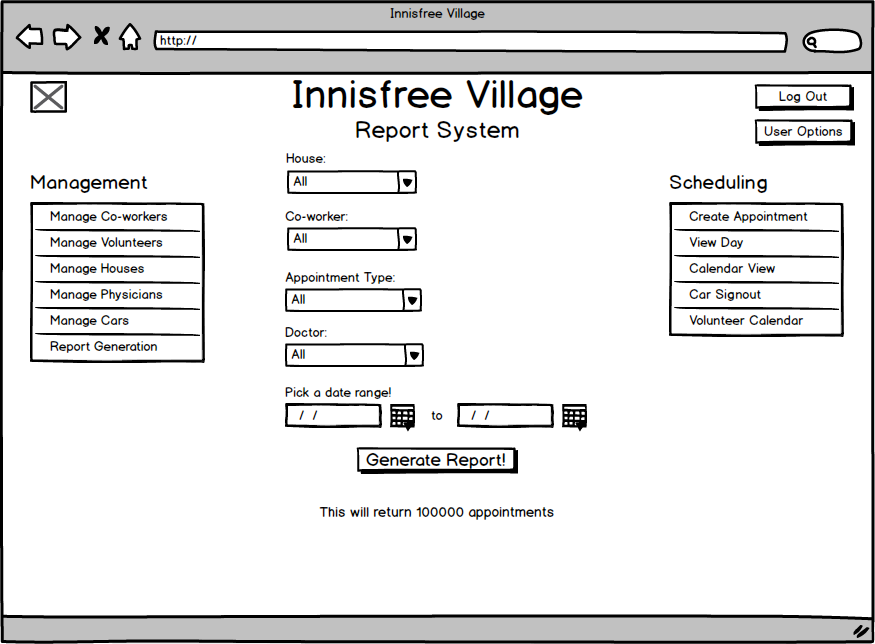 Innisfree Village
http://
Innisfree Village
Report System
Log Out
User Options
Management
Manage Co-workers
Manage Volunteers
Manage Houses
Manage Physicians
Manage Cars
Report Generation
House:
All
Co-worker:
All
Appointment Type:
All
Doctor:
All
Pick a date range!
/ / to / /
Generate Report!
This will return 100000 appointments
Scheduling
Create Appointment
View Day
Calendar View
Car Signout
Volunteer Calendar